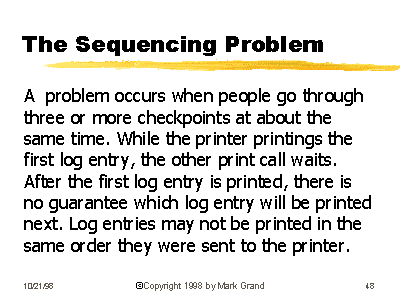 The Sequencing Problem
A problem occurs when people go through
three or more checkpoints at about the
same time. While the printer printings the
first log entry, the other print call waits.
After the first log entry is printed, there is
no guarantee which log entry will be printed
next. Log entries may not be printed in the
same order they were sent to the printer.
10/21/98 ©Copyright 1998 by Mark Grand 48